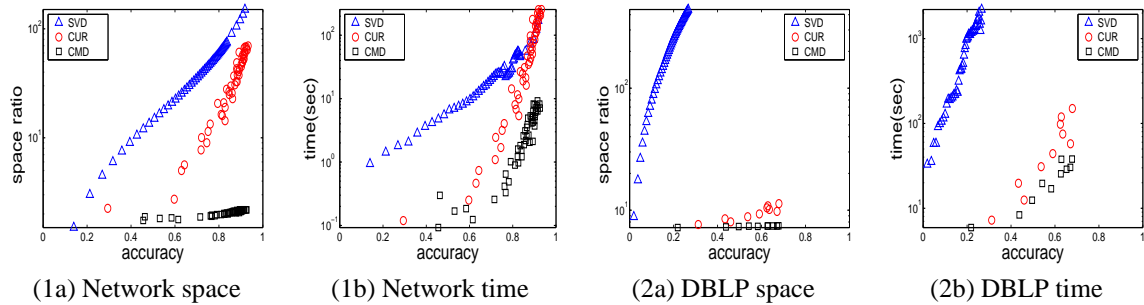 SVD
CUR
CMD
10²
10¹
space ratio
0 0.2 0.4 0.6 0.8 1
accuracy
(1a) Network space
SVD
CUR
CMD
10²
10¹
10⁰
10⁻¹
time(sec)
0 0.2 0.4 0.6 0.8 1
accuracy
(1b) Network time
SVD
CUR
CMD
10²
10¹
space ratio
0 0.2 0.4 0.6 0.8 1
accuracy
(2a) DBLP space
SVD
CUR
CMD
10³
10²
10¹
time(sec)
0 0.2 0.4 0.6 0.8 1
accuracy
(2b) DBLP time